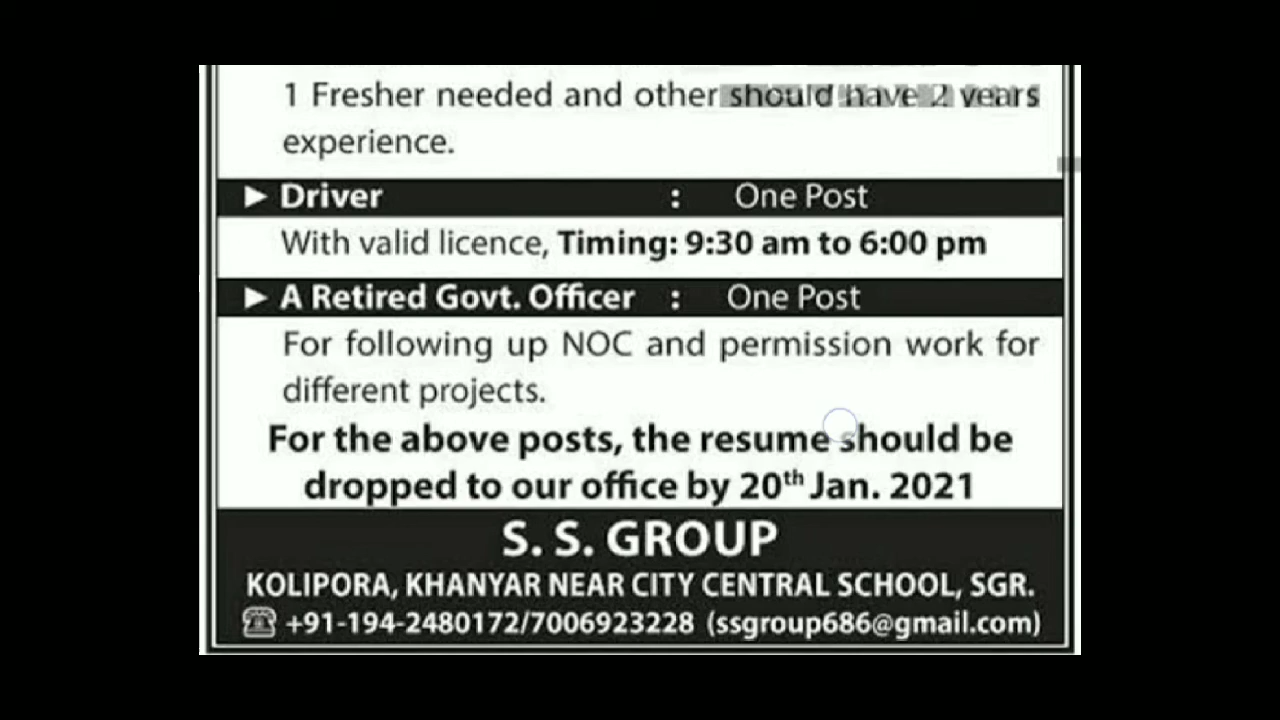 1 Fresher needed and other should have 2 years
experience.
► Driver : One Post
With valid licence, Timing: 9:30 am to 6:00 pm
► A Retired Govt. Officer : One Post
For following up NOC and permission work for
different projects.
For the above posts, the resume should be
dropped to our office by 20th Jan. 2021
S. S. GROUP
KOLIPORA, KHANYAR NEAR CITY CENTRAL SCHOOL, SGR.
☎ +91-194-2480172/7006923228 (ssgroup686@gmail.com)